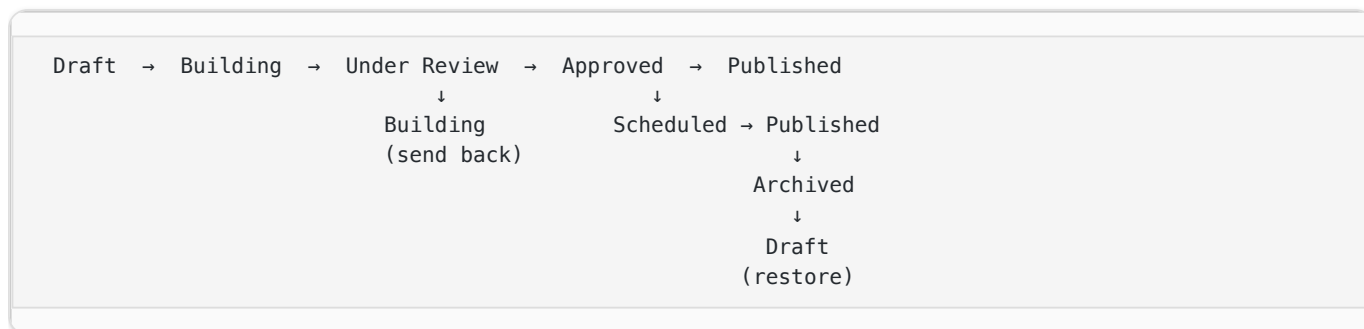 Draft → Building → Under Review → Approved → Published
↓ ↓
Building Scheduled → Published
(send back) ↓
Archived
↓
Draft
(restore)